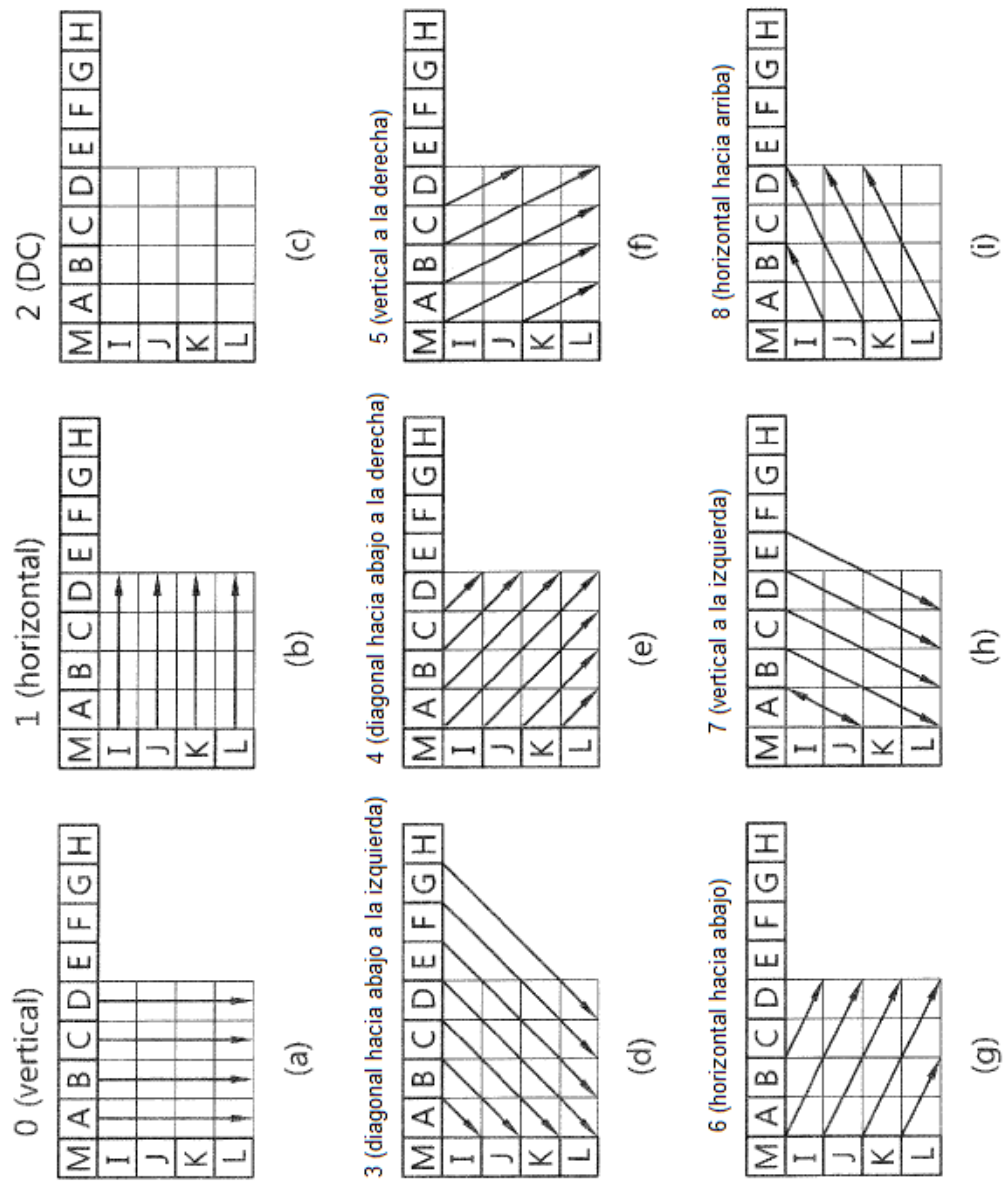 0 (vertical)
1 (horizontal)
2 (DC)
M A B C D E F G H
I
J
K
L
M A B C D E F G H
I
J
K
L
M A B C D E F G H
I
J
K
L
(a)
(b)
(c)
3 (diagonal hacia abajo a la izquierda)
4 (diagonal hacia abajo a la derecha)
5 (vertical a la derecha)
M A B C D E F G H
I
J
K
L
M A B C D E F G H
I
J
K
L
M A B C D E F G H
I
J
K
L
(d)
(e)
(f)
6 (horizontal hacia abajo)
7 (vertical a la izquierda)
8 (horizontal hacia arriba)
M A B C D E F G H
I
J
K
L
M A B C D E F G H
I
J
K
L
M A B C D E F G H
I
J
K
L
(g)
(h)
(i)